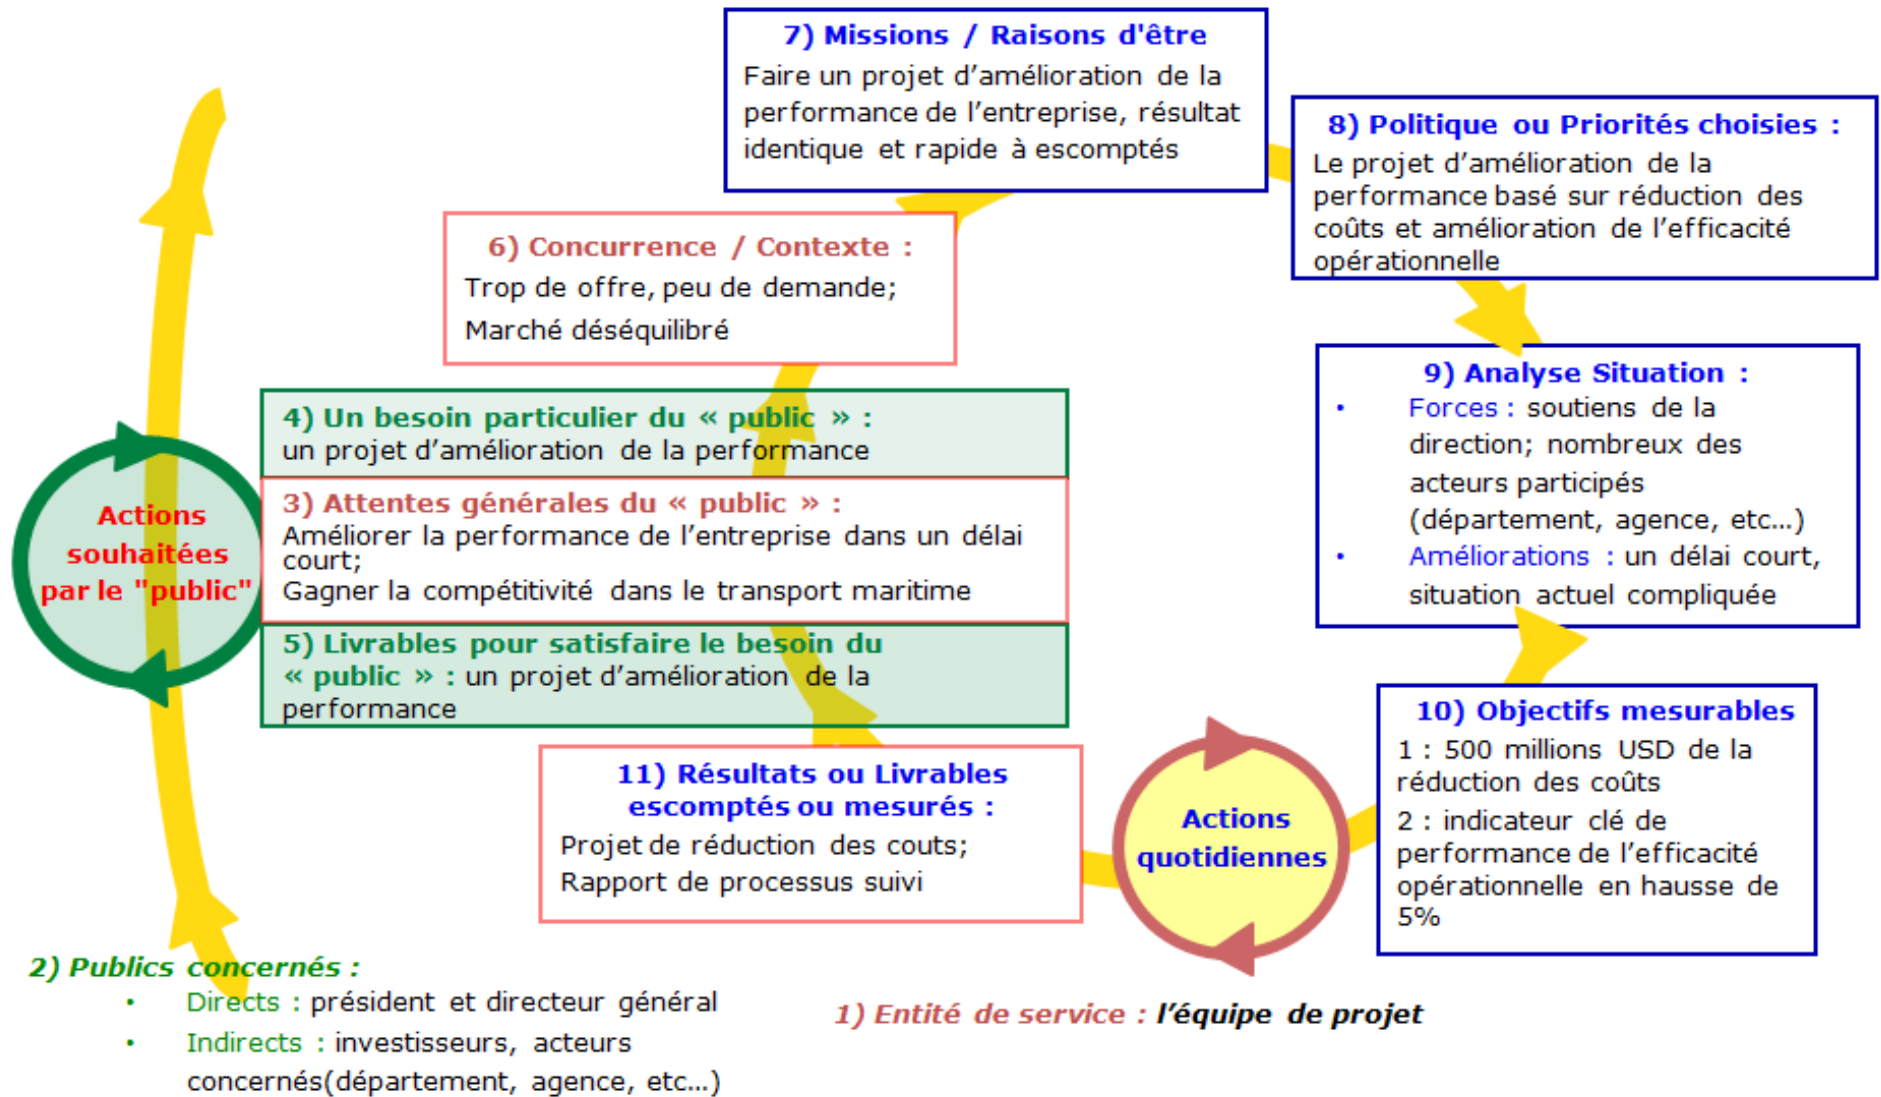 7) Missions / Raisons d'être
Faire un projet d’amélioration de la
performance de l’entreprise, résultat
identique et rapide à escomptés
8) Politique ou Priorités choisies :
Le projet d’amélioration de la
performance basé sur réduction des
coûts et amélioration de l’efficacité
opérationnelle
6) Concurrence / Contexte :
Trop de offre, peu de demande;
Marché déséquilibré
9) Analyse Situation :
• Forces : soutiens de la
direction; nombreux des
acteurs participés
(département, agence, etc…)
• Améliorations : un délai court,
situation actuel compliquée
4) Un besoin particulier du « public » :
un projet d’amélioration de la performance
Actions
souhaitées
par le "public"
3) Attentes générales du « public » :
Améliorer la performance de l’entreprise dans un délai
court;
Gagner la compétitivité dans le transport maritime
5) Livrables pour satisfaire le besoin du
« public » : un projet d’amélioration de la
performance
10) Objectifs mesurables
1 : 500 millions USD de la
réduction des coûts
2 : indicateur clé de
performance de l’efficacité
opérationnelle en hausse de
5%
11) Résultats ou Livrables
escomptés ou mesurés :
Projet de réduction des couts;
Rapport de processus suivi
Actions
quotidiennes
2) Publics concernés :
• Directs : président et directeur général
• Indirects : investisseurs, acteurs
concernés(département, agence, etc…)
1) Entité de service : l’équipe de projet